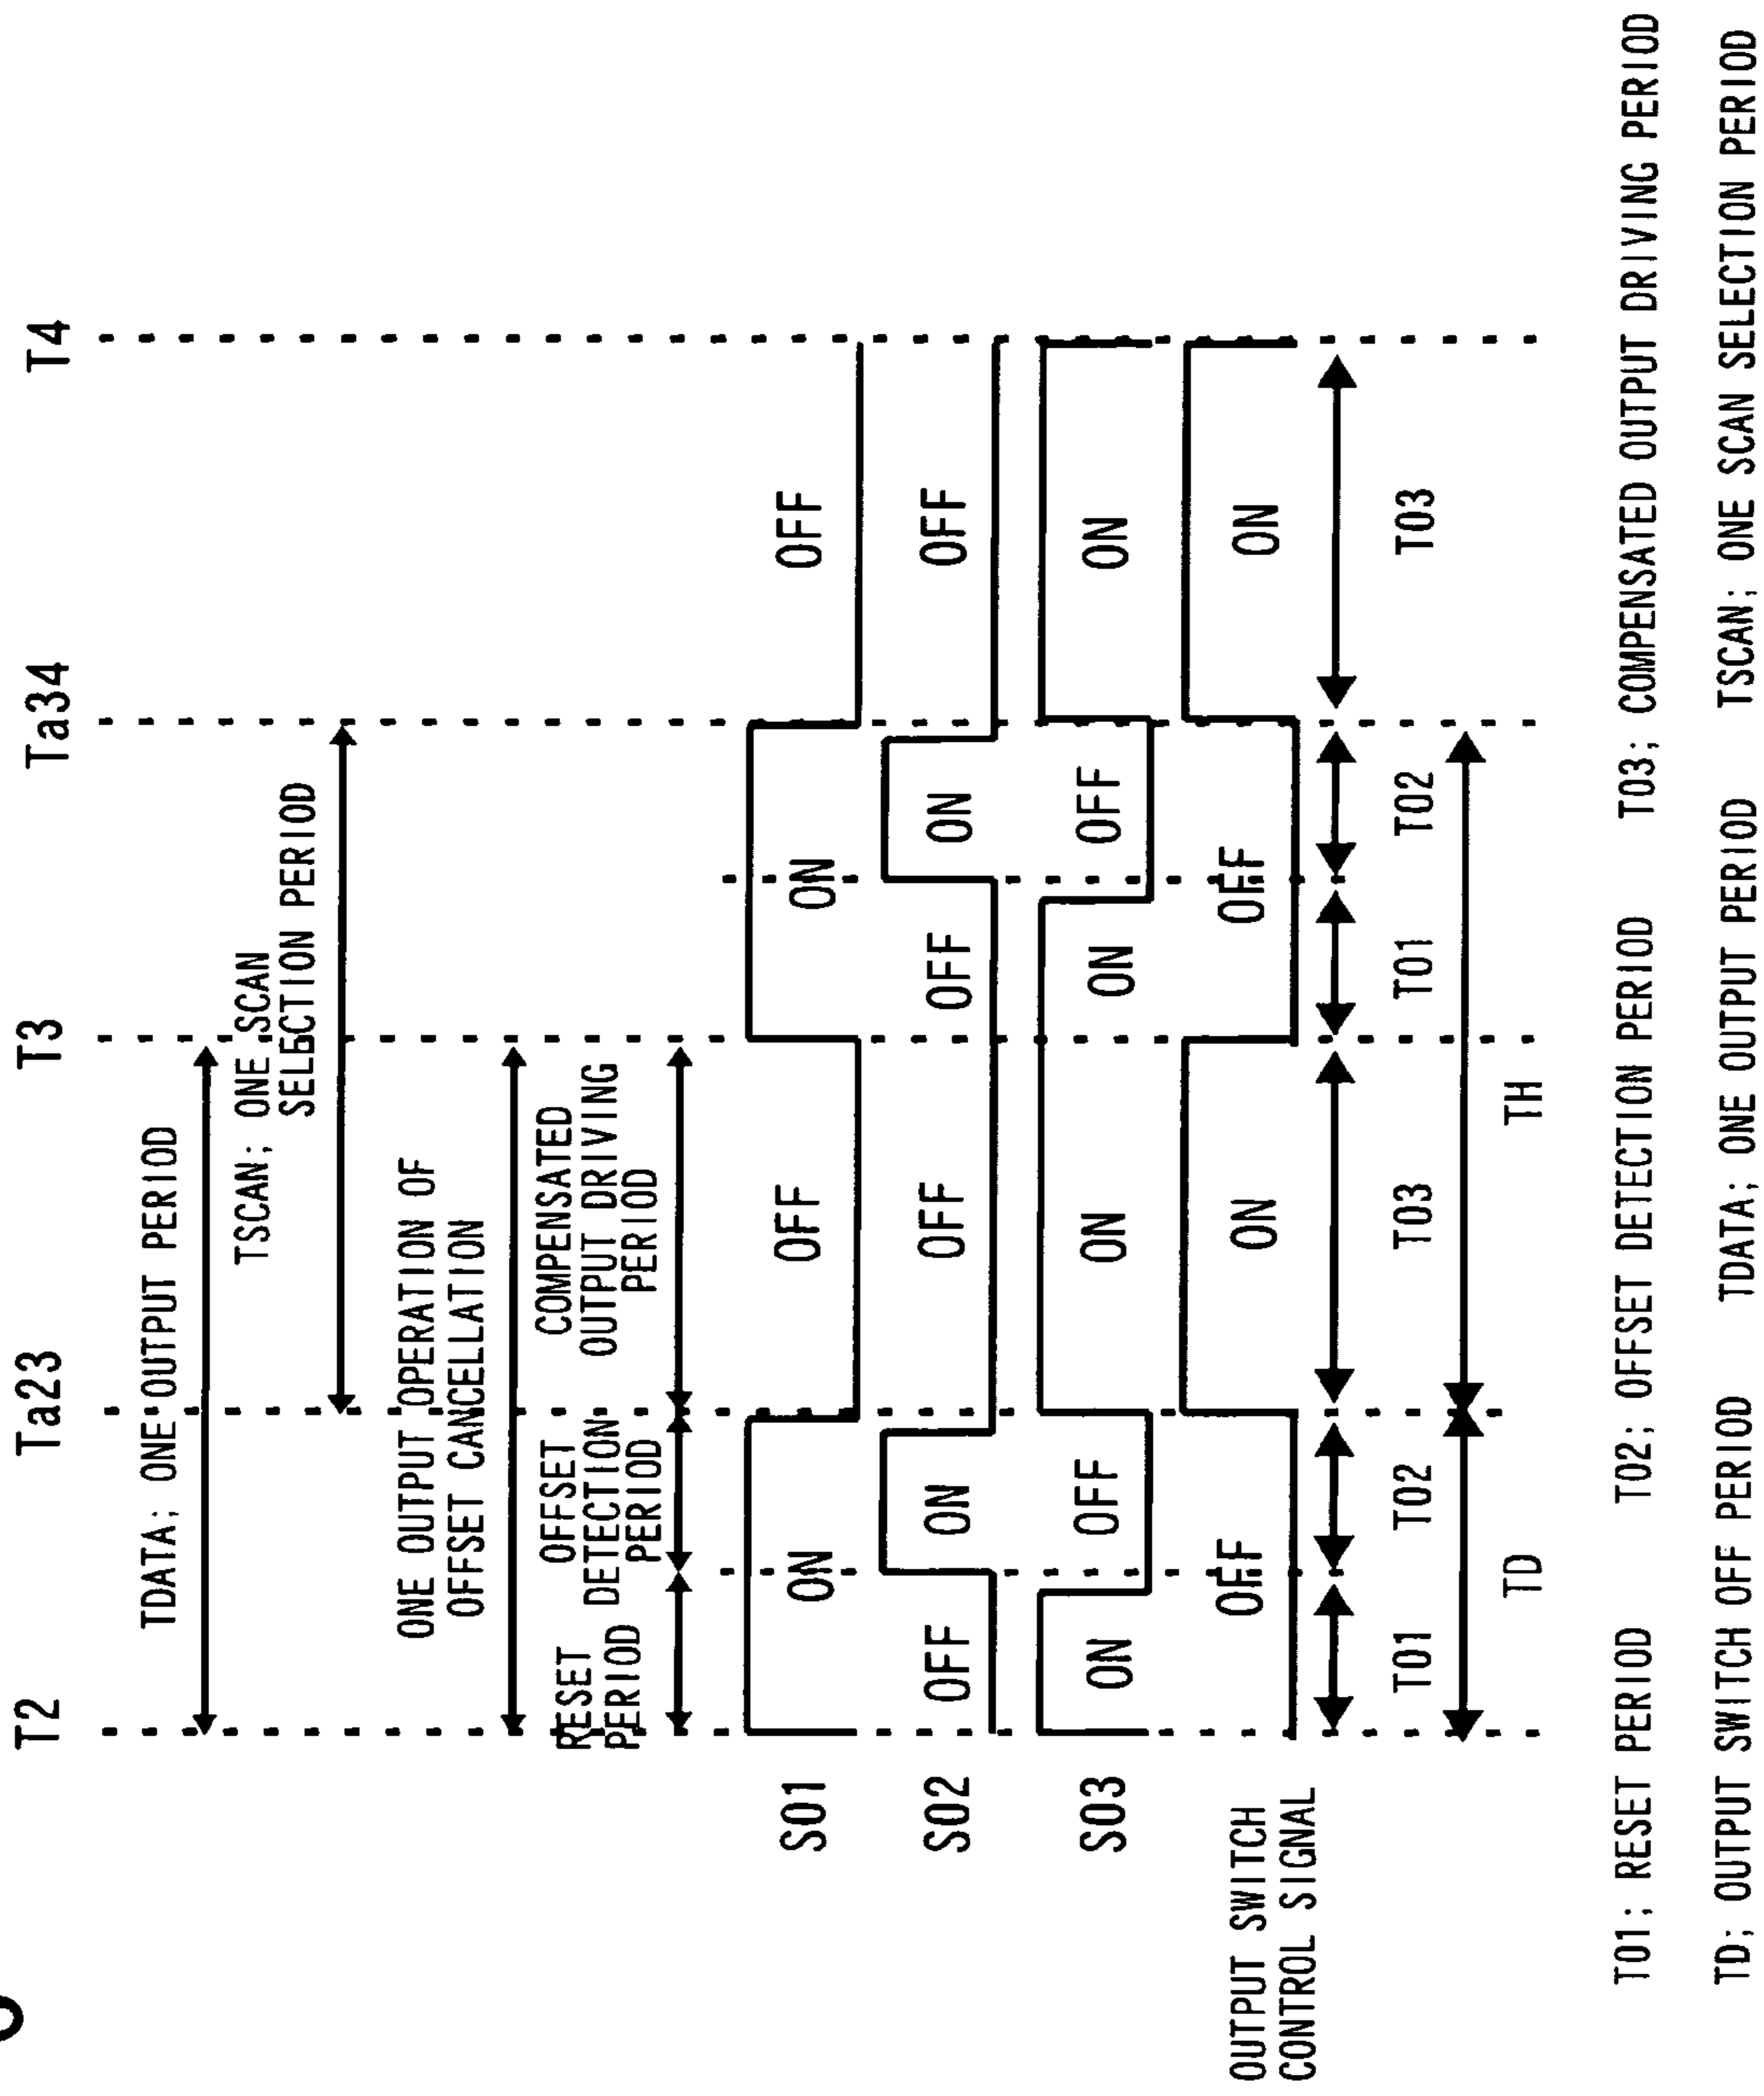 T2 Ta23 T3 Ta34 T4
TDATA; ONE OUTPUT PERIOD
TSCAN; ONE SCAN
SELECTION PERIOD
ONE OUTPUT OPERATION OF
OFFSET CANCELLATION
RESET
PERIOD
OFFSET
DETECTION
PERIOD
COMPENSATED
OUTPUT DRIVING
PERIOD
S01 ON OFF ON OFF
S02 OFF ON OFF OFF ON OFF
S03 ON OFF ON ON OFF ON
OUTPUT SWITCH
CONTROL SIGNAL
OFF ON OFF ON
T01 T02 T03 T01 T02 T03
TD TH
T01; RESET PERIOD T02; OFFSET DETECTION PERIOD T03; COMPENSATED OUTPUT DRIVING PERIOD
TD; OUTPUT SWITCH OFF PERIOD TDATA; ONE OUTPUT PERIOD TSCAN; ONE SCAN SELECTION PERIOD